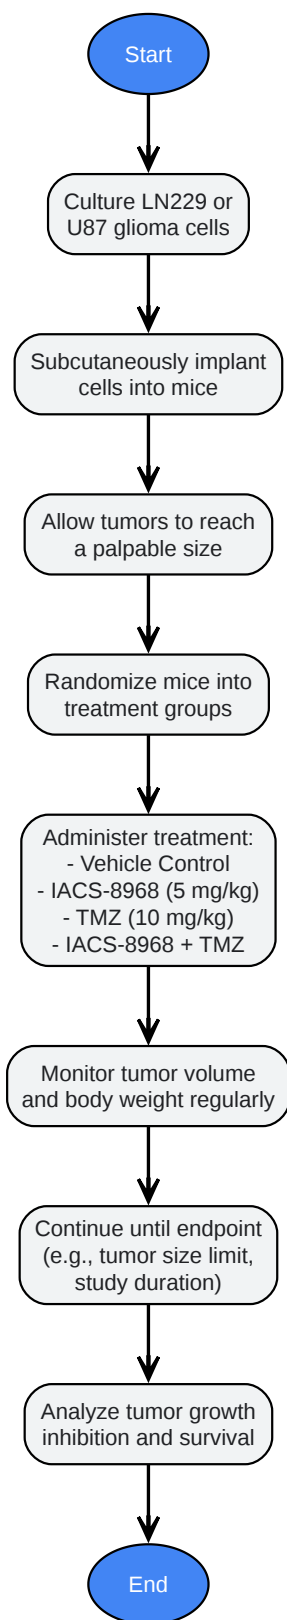 Start
Culture LN229 or
U87 glioma cells
Subcutaneously implant
cells into mice
Allow tumors to reach
a palpable size
Randomize mice into
treatment groups
Administer treatment:
- Vehicle Control
- IACS-8968 (5 mg/kg)
- TMZ (10 mg/kg)
- IACS-8968 + TMZ
Monitor tumor volume
and body weight regularly
Continue until endpoint
(e.g., tumor size limit,
study duration)
Analyze tumor growth
inhibition and survival
End